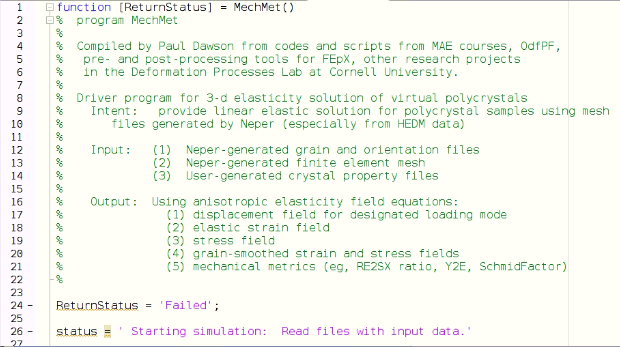 1 function [ReturnStatus] = MechMet()
2 % program MechMet
3 %
4 % Compiled by Paul Dawson from codes and scripts from MAE courses, OdfPF,
5 % pre- and post-processing tools for FEpX, other research projects
6 % in the Deformation Processes Lab at Cornell University.
7 %
8 % Driver program for 3-d elasticity solution of virtual polycrystals
9 % Intent: provide linear elastic solution for polycrystal samples using mesh
10 % files generated by Neper (especially from HEDM data)
11 %
12 % Input: (1) Neper-generated grain and orientation files
13 % (2) Neper-generated finite element mesh
14 % (3) User-generated crystal property files
15 %
16 % Output: Using anisotropic elasticity field equations:
17 % (1) displacement field for designated loading mode
18 % (2) elastic strain field
19 % (3) stress field
20 % (4) grain-smoothed strain and stress fields
21 % (5) mechanical metrics (eg, RE2SX ratio, Y2E, SchmidFactor)
22 %
23
24 - ReturnStatus = 'Failed';
25
26 - status = ' Starting simulation: Read files with input data.'
27